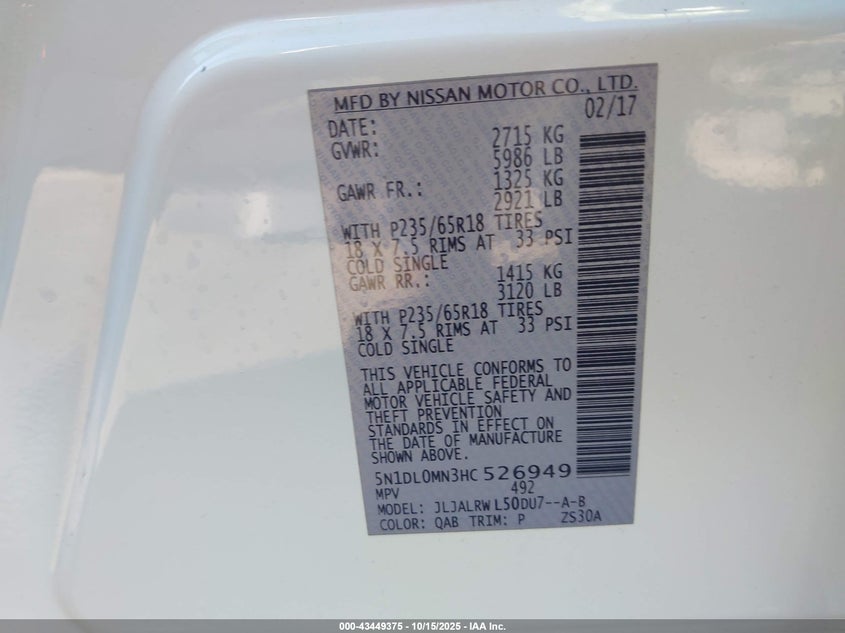 MFD BY NISSAN MOTOR CO., LTD.
DATE: 02/17
GVWR: 2715 KG
5986 LB
GAWR FR.: 1325 KG
2921 LB
WITH P235/65R18 TIRES
18 X 7.5 RIMS AT 33 PSI
COLD SINGLE
GAWR RR.: 1415 KG
3120 LB
WITH P235/65R18 TIRES
18 X 7.5 RIMS AT 33 PSI
COLD SINGLE
THIS VEHICLE CONFORMS TO
ALL APPLICABLE FEDERAL
MOTOR VEHICLE SAFETY AND
THEFT PREVENTION
STANDARDS IN EFFECT ON
THE DATE OF MANUFACTURE
SHOWN ABOVE.
5N1DL0MN3HC 526949
MPV 492
MODEL: JLJALRW L50DU7--A-B
COLOR: QAB TRIM: P ZS30A
000-43449375 - 10/15/2025 - IAA Inc.